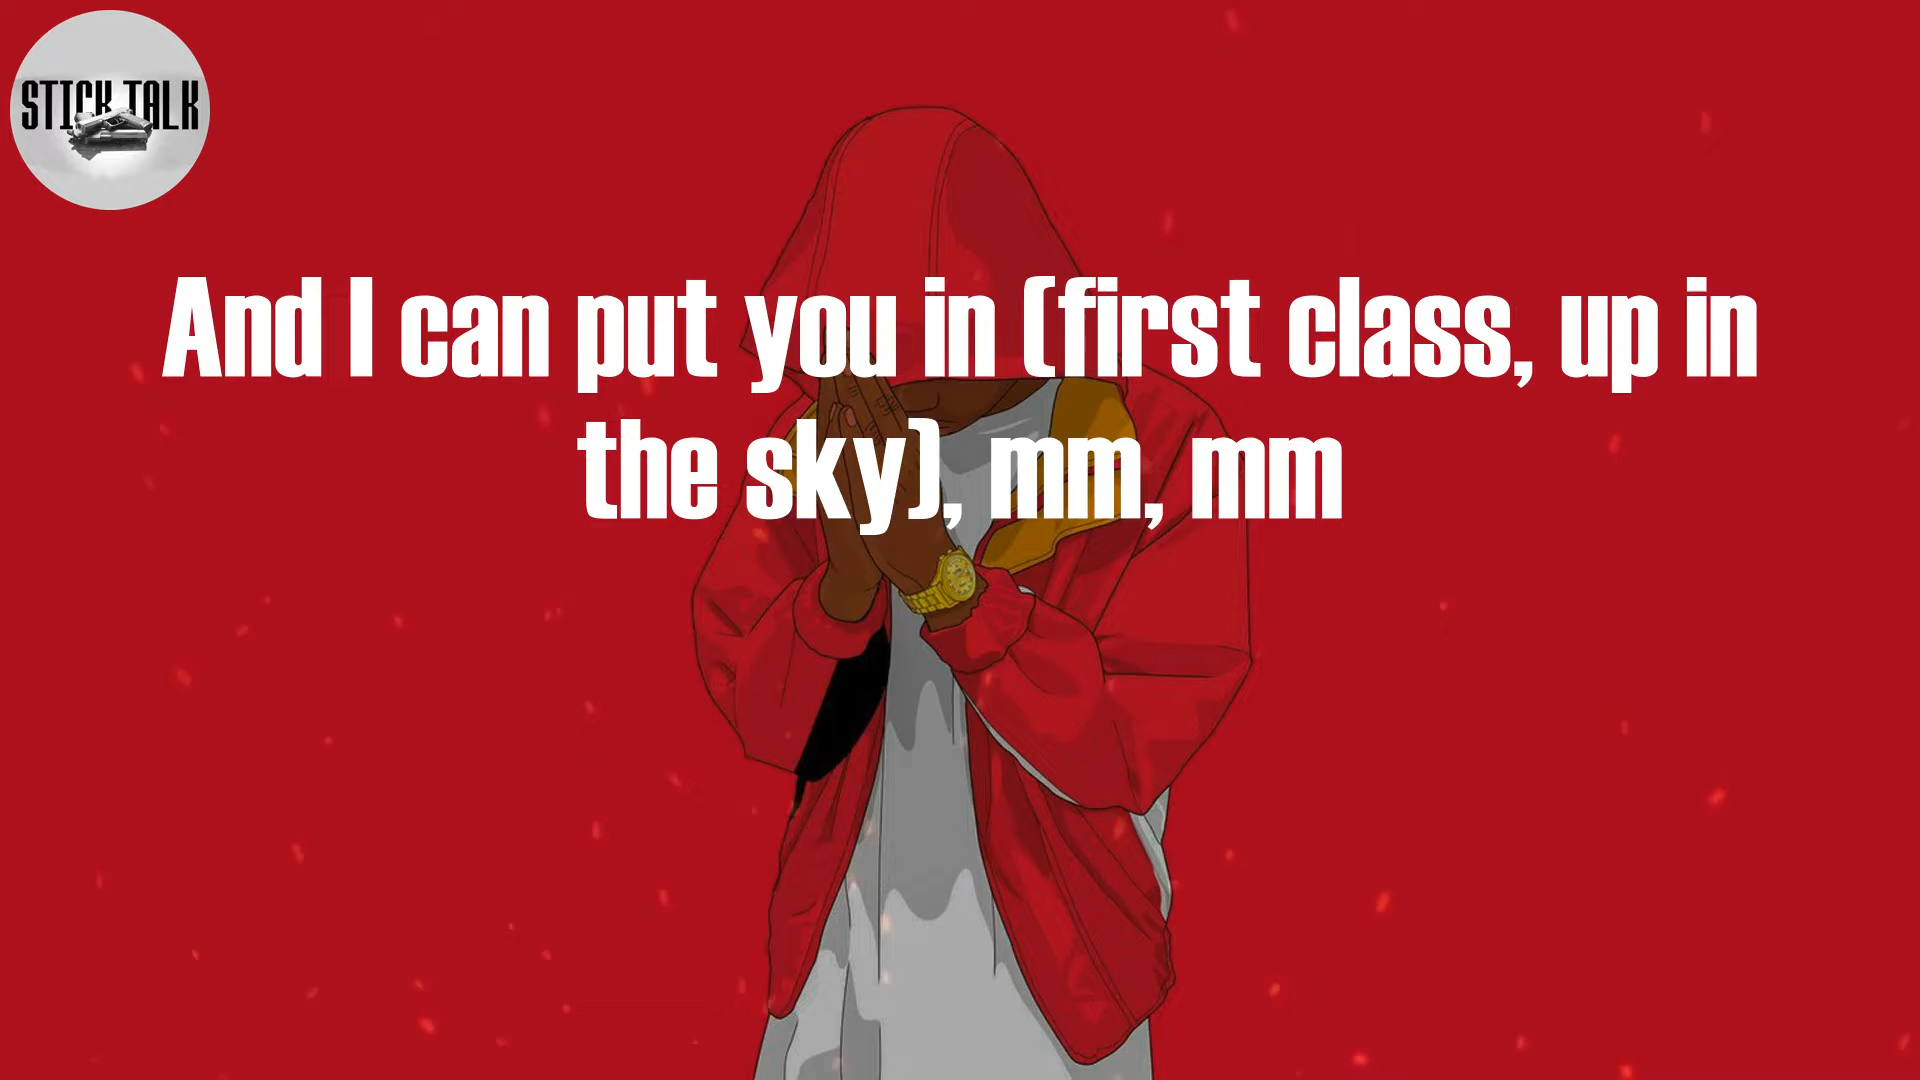 STICK TALK
And I can put you in (first class, up in
the sky), mm, mm